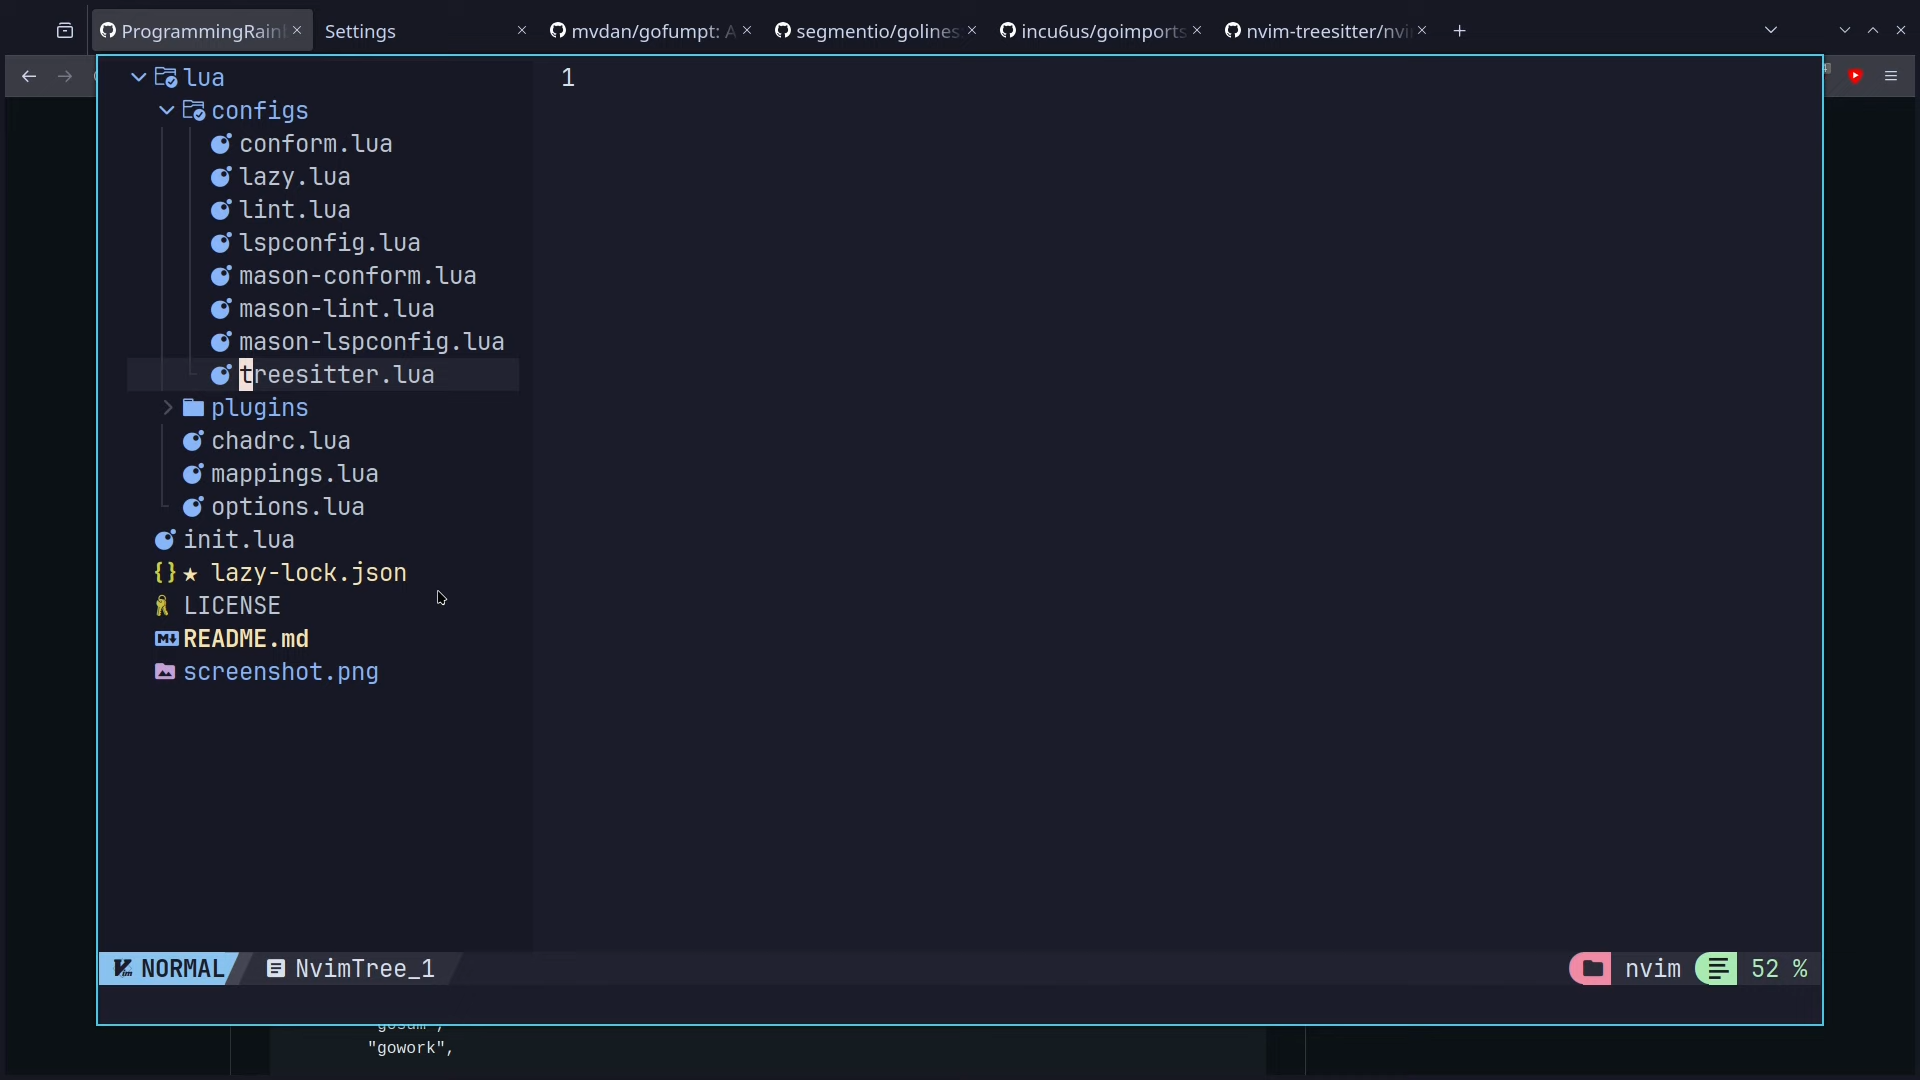 ProgrammingRain
Settings
mvdan/gofumpt: A
segmentio/golines
incu6us/goimports
nvim-treesitter/nvi
lua
1
configs
conform.lua
lazy.lua
lint.lua
lspconfig.lua
mason-conform.lua
mason-lint.lua
mason-lspconfig.lua
treesitter.lua
plugins
chadrc.lua
mappings.lua
options.lua
init.lua
{} ★ lazy-lock.json
LICENSE
README.md
screenshot.png
NORMAL
NvimTree_1
nvim
52 %
"gosum",
"gowork",